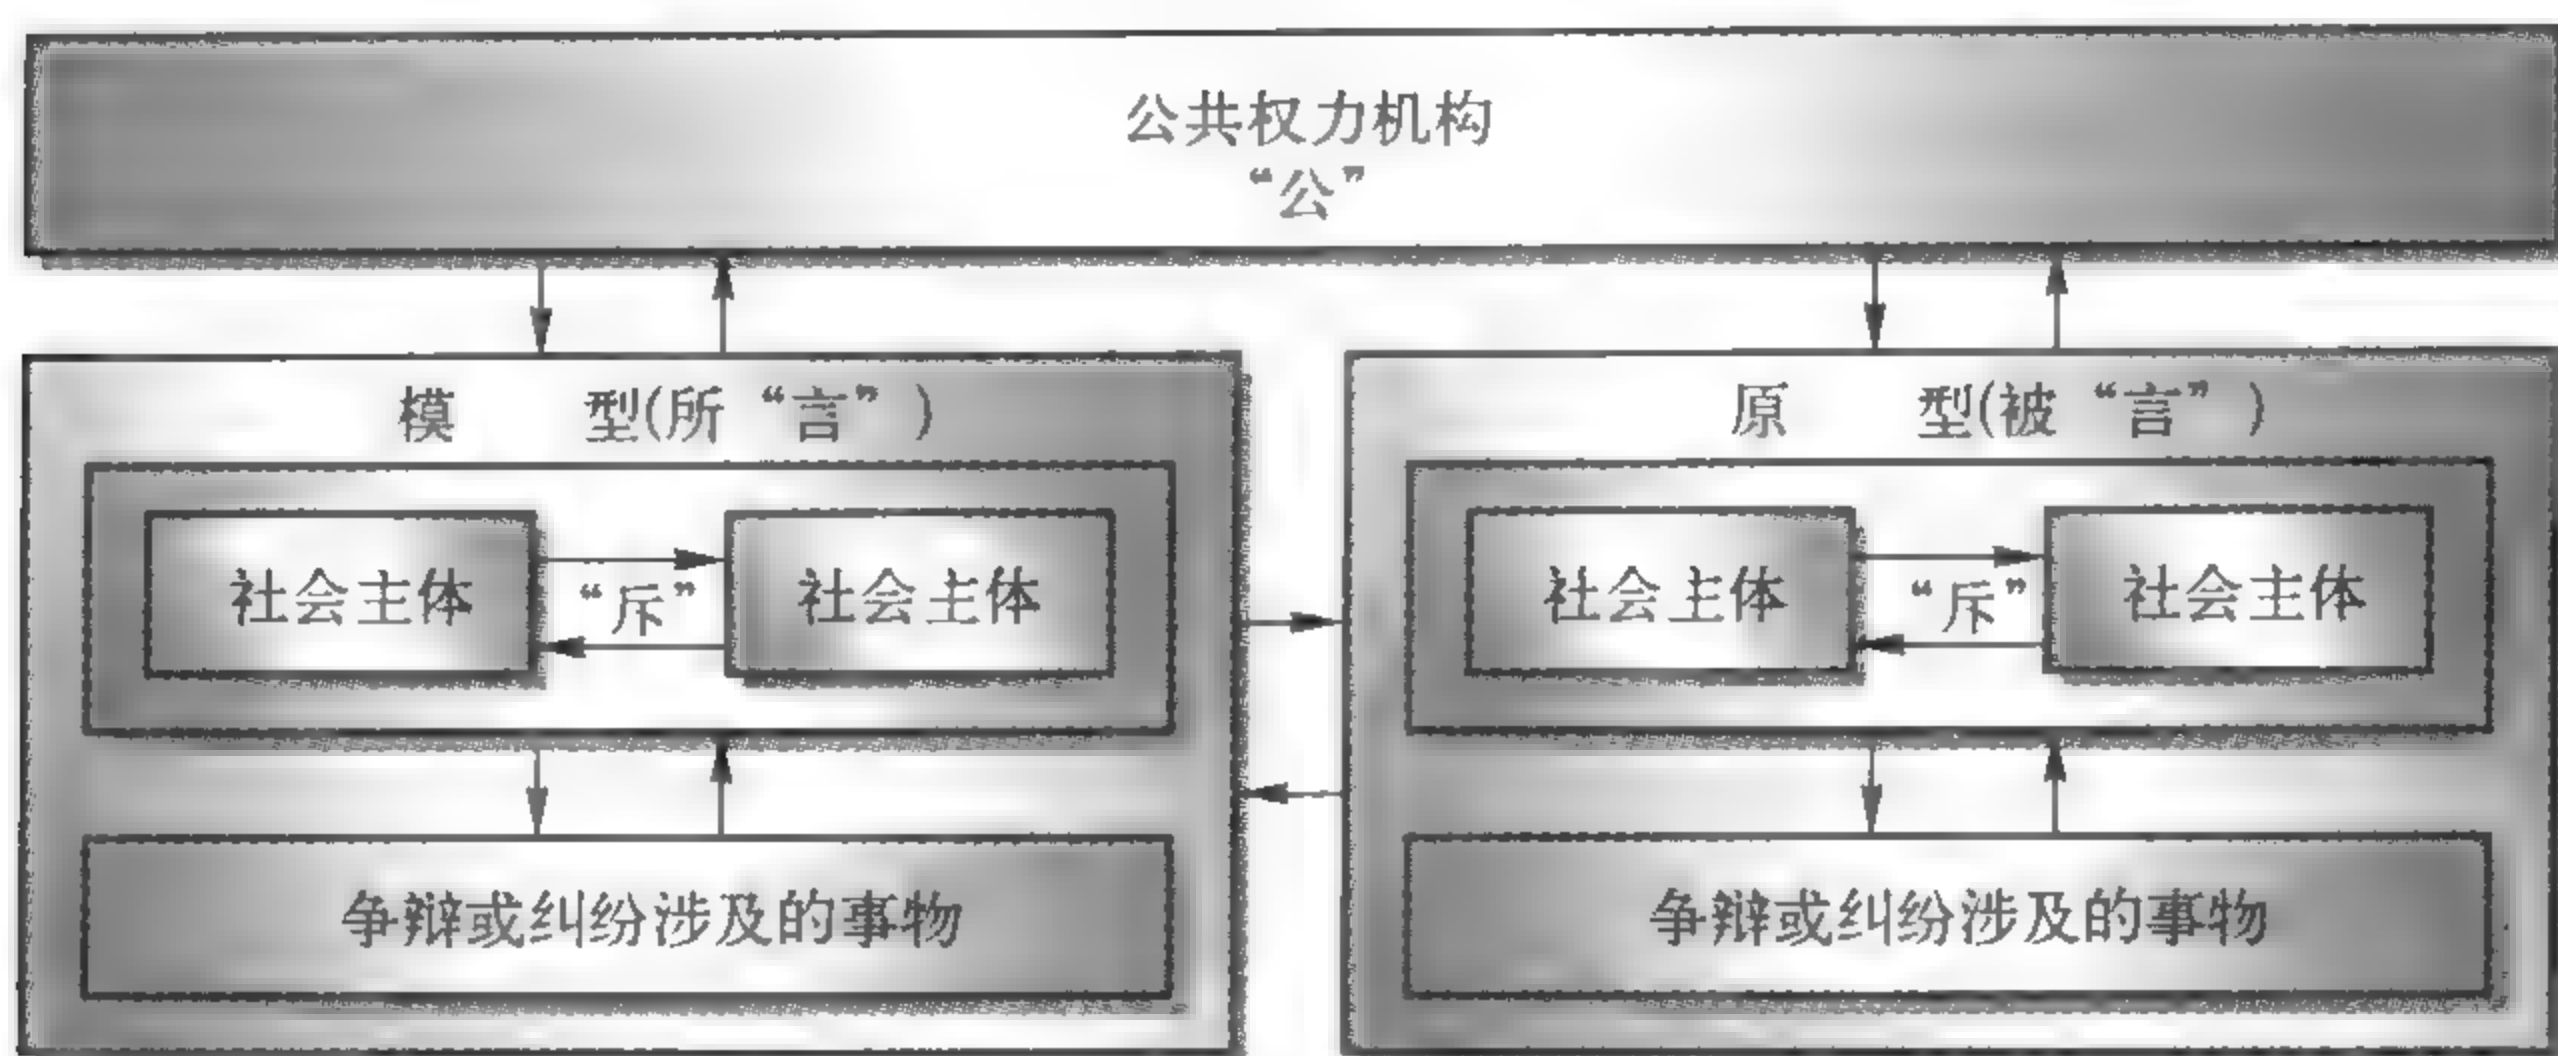 公共权力机构
“公”
模 型(所“言”)
原 型(被“言”)
社会主体
“斥”
社会主体
社会主体
“斥”
社会主体
争辩或纠纷涉及的事物
争辩或纠纷涉及的事物